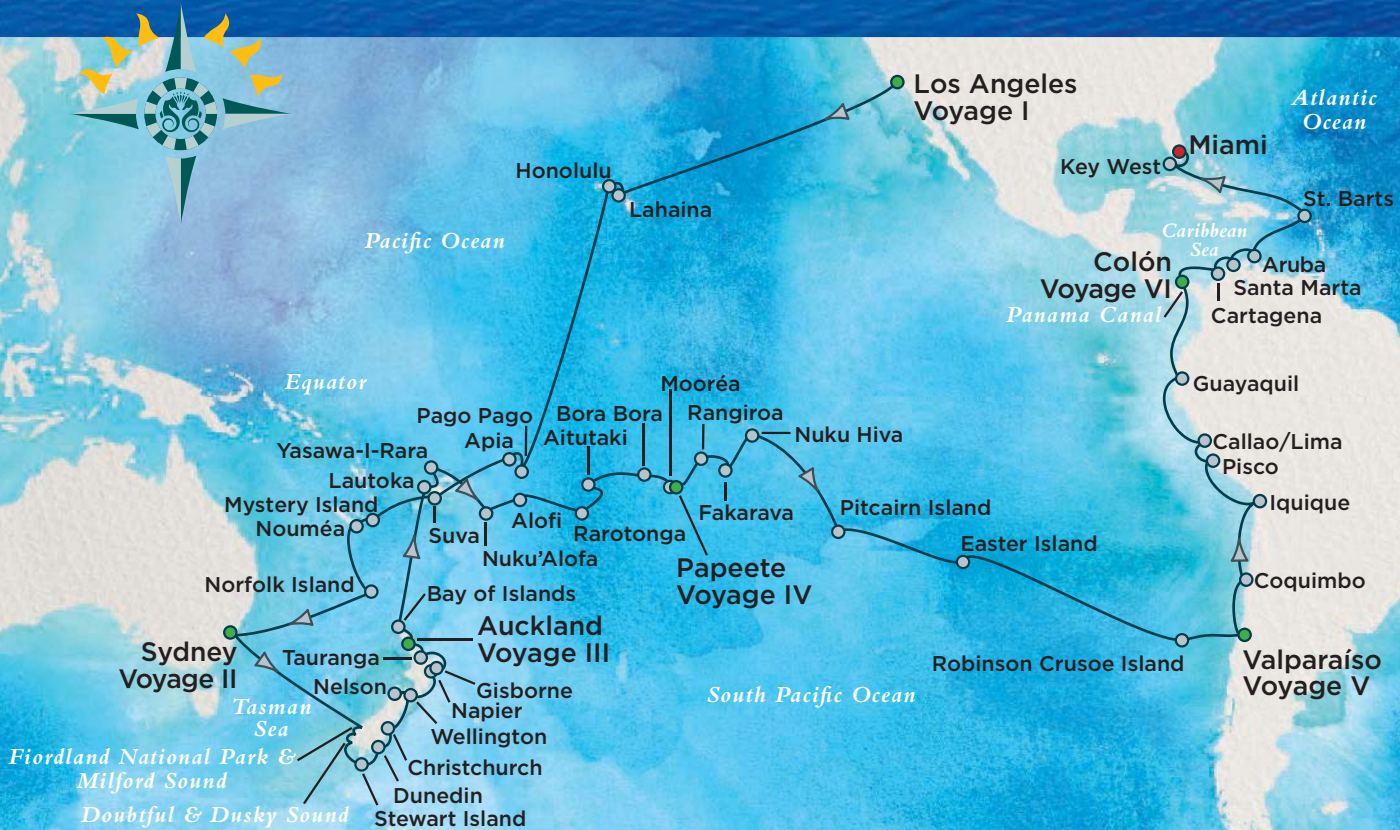 Los Angeles
Voyage I
Atlantic
Ocean
Miami
Key West
Honolulu
Lahaina
St. Barts
Pacific Ocean
Caribbean
Sea
Colón
Voyage VI
Aruba
Santa Marta
Panama Canal
Cartagena
Equator
Guayaquil
Mooréa
Pago Pago
Bora Bora
Rangiroa
Apia
Aitutaki
Nuku Hiva
Yasawa-I-Rara
Callao/Lima
Pisco
Lautoka
Mystery Island
Iquique
Nouméa
Suva
Alofi
Rarotonga
Fakarava
Pitcairn Island
Nuku'Alofa
Easter Island
Papeete
Voyage IV
Norfolk Island
Bay of Islands
Coquimbo
Auckland
Voyage III
Sydney
Voyage II
Tauranga
Robinson Crusoe Island
Valparaíso
Voyage V
Nelson
Gisborne
South Pacific Ocean
Tasman
Sea
Napier
Wellington
Fiordland National Park &
Milford Sound
Christchurch
Dunedin
Doubtful & Dusky Sound
Stewart Island